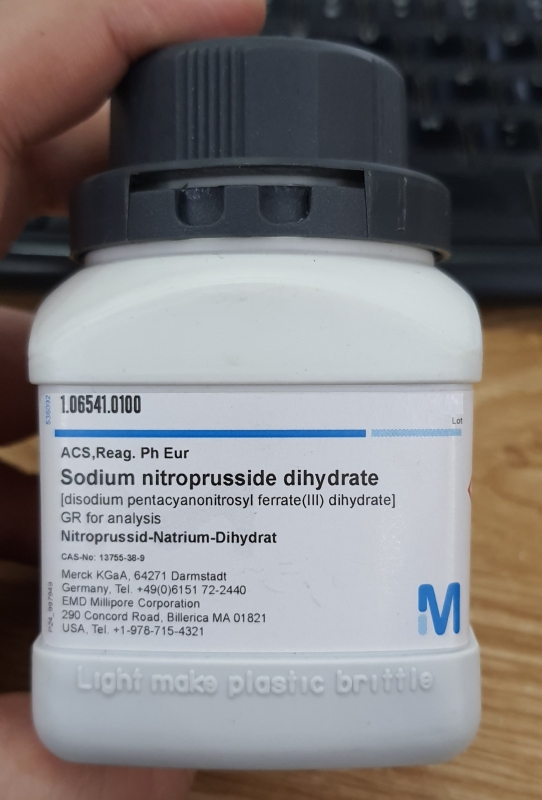 1.06541.0100
Lot
ACS,Reag. Ph Eur
Sodium nitroprusside dihydrate
[disodium pentacyanonitrosyl ferrate(III) dihydrate]
GR for analysis
Nitroprussid-Natrium-Dihydrat
CAS-No: 13755-38-9
Merck KGaA, 64271 Darmstadt
Germany, Tel. +49(0)6151 72-2440
EMD Millipore Corporation
290 Concord Road, Billerica MA 01821
USA, Tel. +1-978-715-4321
M
Light make plastic brittle